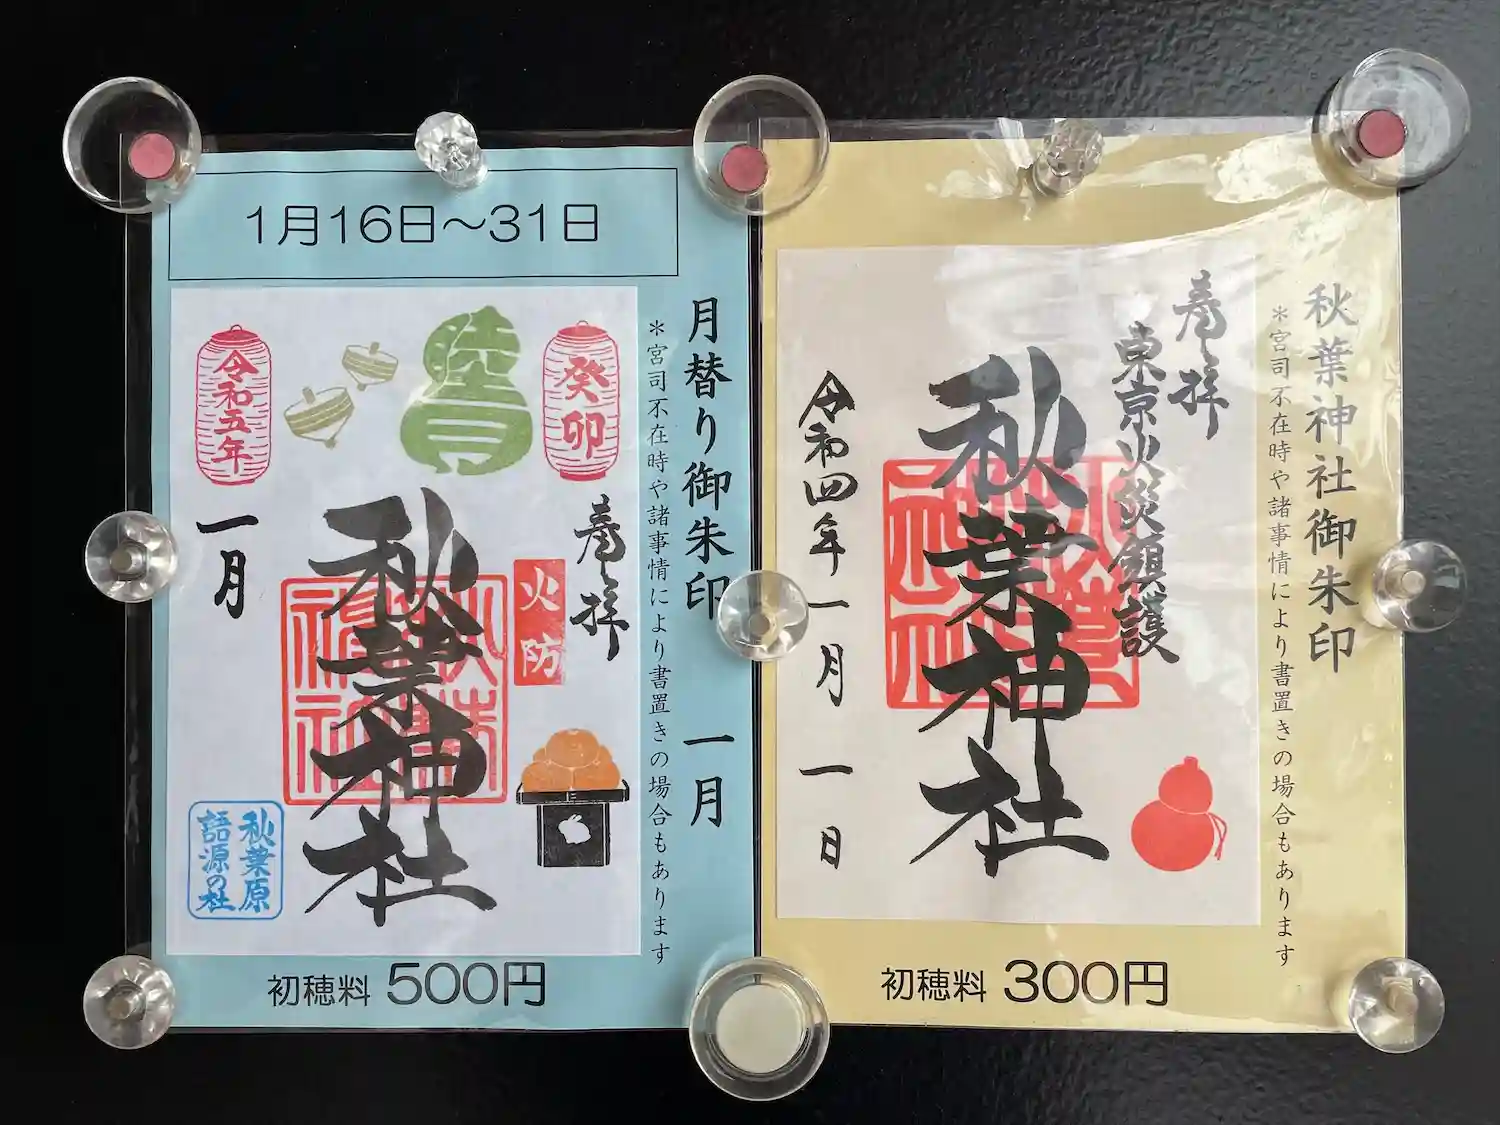 1月16日～31日
月替り御朱印 一月
＊宮司不在時や諸事情により書置きの場合もあります
令和五年
陸月
癸卯
奉拝
火防
秋葉神社
一月
秋葉原
語源の社
初穂料 500円
秋葉神社御朱印
＊宮司不在時や諸事情により書置きの場合もあります
奉拝
東京火災鎮護
秋葉神社
令和四年一月一日
初穂料 300円